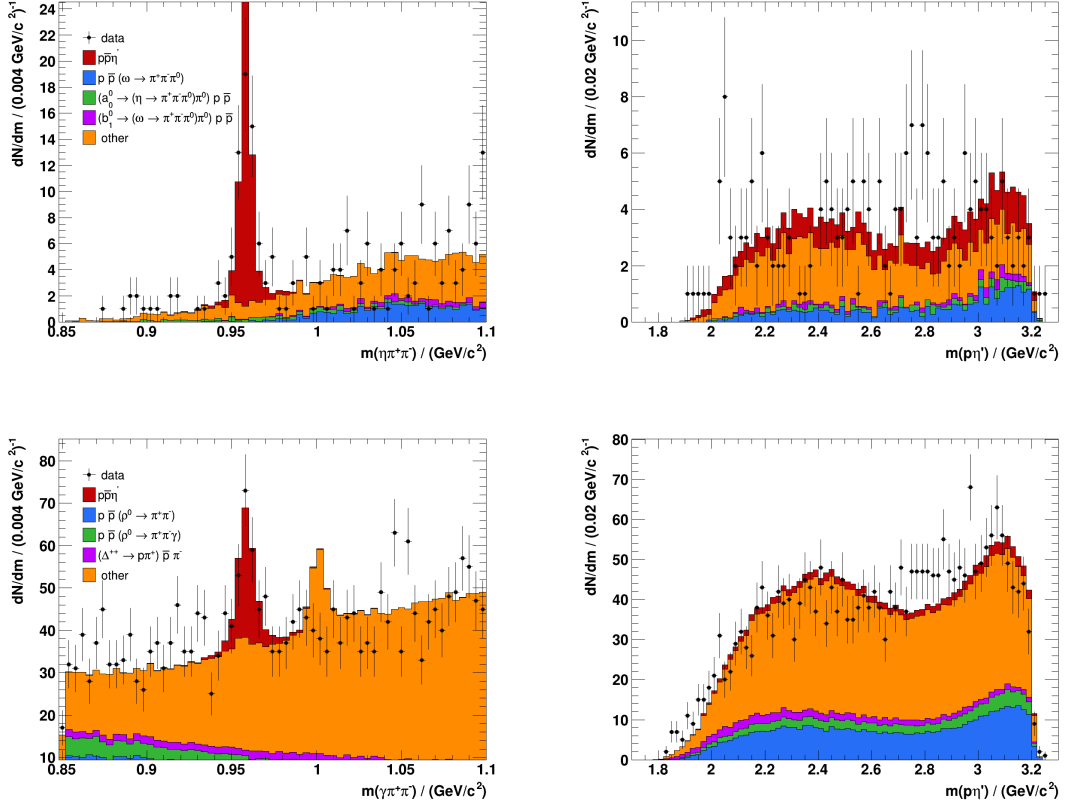 dN/dm / (0.004 GeV/c²)⁻¹
24
22
20
18
16
14
12
10
8
6
4
2
0
data
pp̅η'
p p̅ (ω → π⁺π⁻π⁰)
(a₀⁰ → (η → π⁺π⁻π⁰)π⁰) p p̅
(b₁⁰ → (ω → π⁺π⁻π⁰)π⁰) p p̅
other
0.85 0.9 0.95 1 1.05 1.1
m(ηπ⁺π⁻) / (GeV/c²)
dN/dm / (0.02 GeV/c²)⁻¹
10
8
6
4
2
0
1.8 2 2.2 2.4 2.6 2.8 3 3.2
m(pη') / (GeV/c²)
dN/dm / (0.004 GeV/c²)⁻¹
80
70
60
50
40
30
20
10
data
pp̅η'
p p̅ (ρ⁰ → π⁺π⁻)
p p̅ (ρ⁰ → π⁺π⁻γ)
(Δ⁺⁺ → pπ⁺) p̅ π⁻
other
0.85 0.9 0.95 1 1.05 1.1
m(γπ⁺π⁻) / (GeV/c²)
dN/dm / (0.02 GeV/c²)⁻¹
80
70
60
50
40
30
20
10
0
1.8 2 2.2 2.4 2.6 2.8 3 3.2
m(pη') / (GeV/c²)